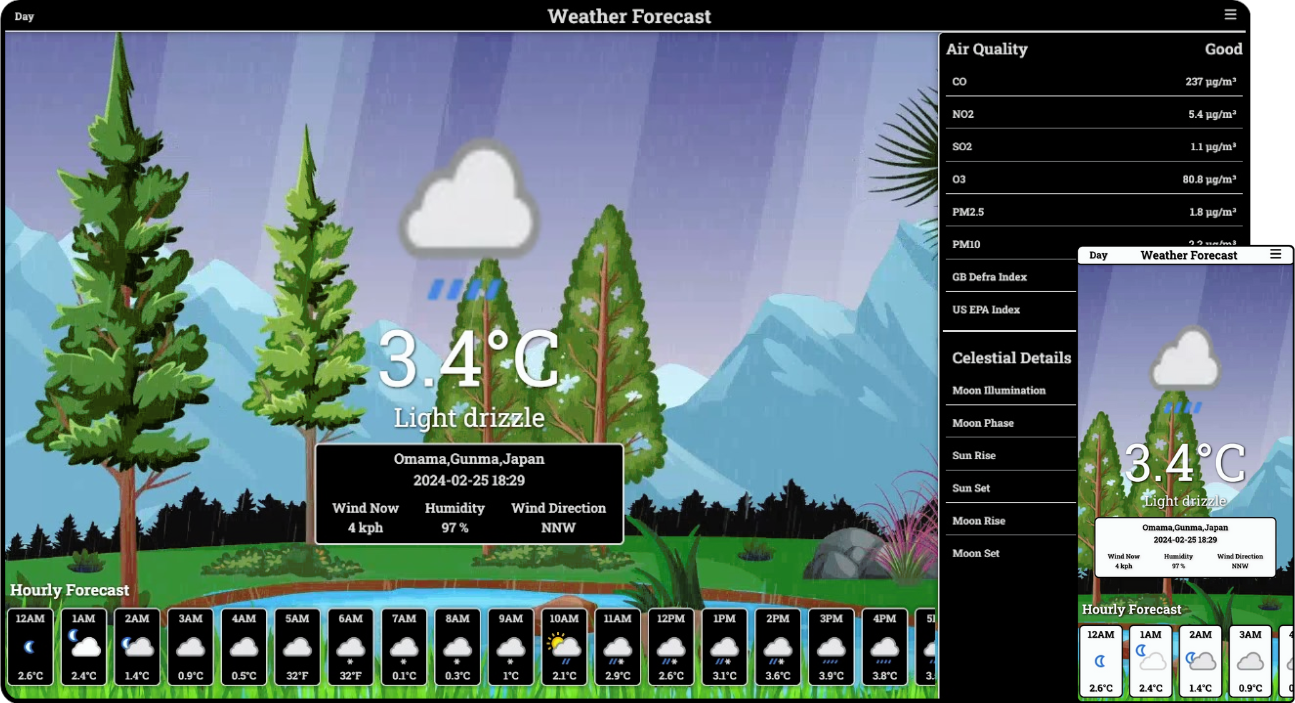 Day Weather Forecast
Air Quality Good
CO 237 µg/m³
NO2 5.4 µg/m³
SO2 1.1 µg/m³
O3 80.8 µg/m³
PM2.5 1.8 µg/m³
PM10
GB Defra Index
US EPA Index
Celestial Details
Moon Illumination
Moon Phase
Sun Rise
Sun Set
Moon Rise
Moon Set
3.4°C
Light drizzle
Omama,Gunma,Japan
2024-02-25 18:29
Wind Now Humidity Wind Direction
4 kph 97 % NNW
Hourly Forecast
12AM 1AM 2AM 3AM 4AM 5AM 6AM 7AM 8AM 9AM 10AM 11AM 12PM 1PM 2PM 3PM 4PM
2.6°C 2.4°C 1.4°C 0.9°C 0.5°C 32°F 32°F 0.1°C 0.3°C 1°C 2.1°C 2.9°C 2.6°C 3.1°C 3.6°C 3.9°C 3.8°C
Day Weather Forecast
3.4°C
Light drizzle
Omama,Gunma,Japan
2024-02-25 18:29
Wind Now Humidity Wind Direction
4 kph 97 % NNW
Hourly Forecast
12AM 1AM 2AM 3AM
2.6°C 2.4°C 1.4°C 0.9°C